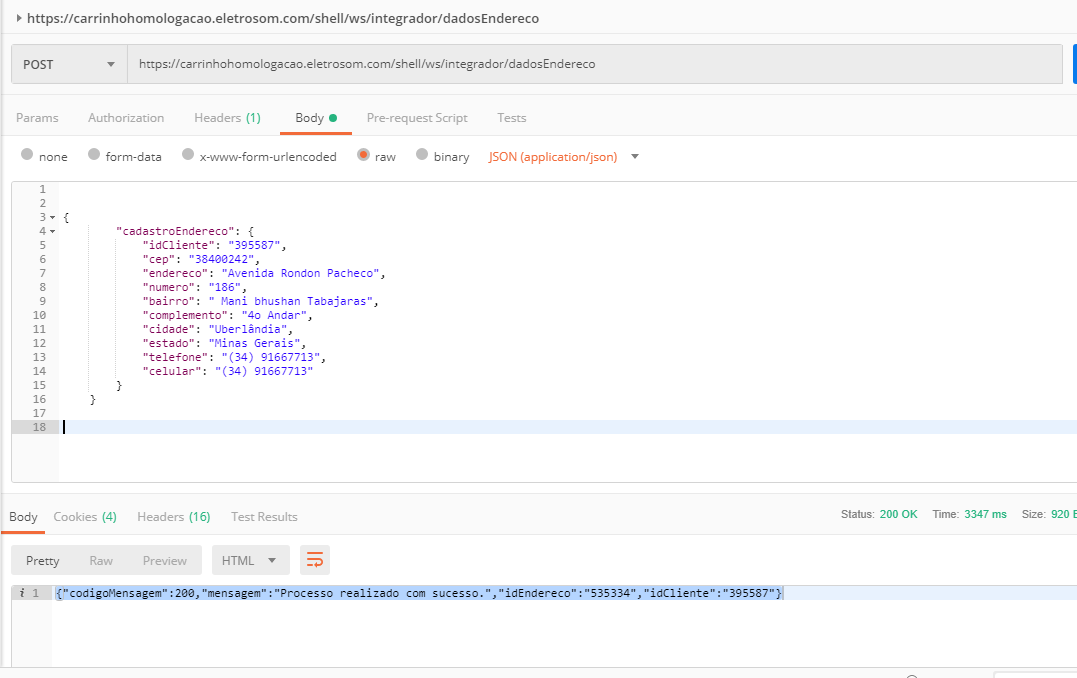 https://carrinhohomologacao.eletrosom.com/shell/ws/integrador/dadosEndereco
POST https://carrinhohomologacao.eletrosom.com/shell/ws/integrador/dadosEndereco
Params Authorization Headers (1) Body Pre-request Script Tests
none form-data x-www-form-urlencoded raw binary JSON (application/json)
1
2
3 {
4 "cadastroEndereco": {
5 "idCliente": "395587",
6 "cep": "38400242",
7 "endereco": "Avenida Rondon Pacheco",
8 "numero": "186",
9 "bairro": " Mani bhushan Tabajaras",
10 "complemento": "4o Andar",
11 "cidade": "Uberlândia",
12 "estado": "Minas Gerais",
13 "telefone": "(34) 91667713",
14 "celular": "(34) 91667713"
15 }
16 }
17
18
Body Cookies (4) Headers (16) Test Results Status: 200 OK Time: 3347 ms Size: 920
Pretty Raw Preview HTML
i 1 {"codigoMensagem":200,"mensagem":"Processo realizado com sucesso.","idEndereco":"535334","idCliente":"395587"}